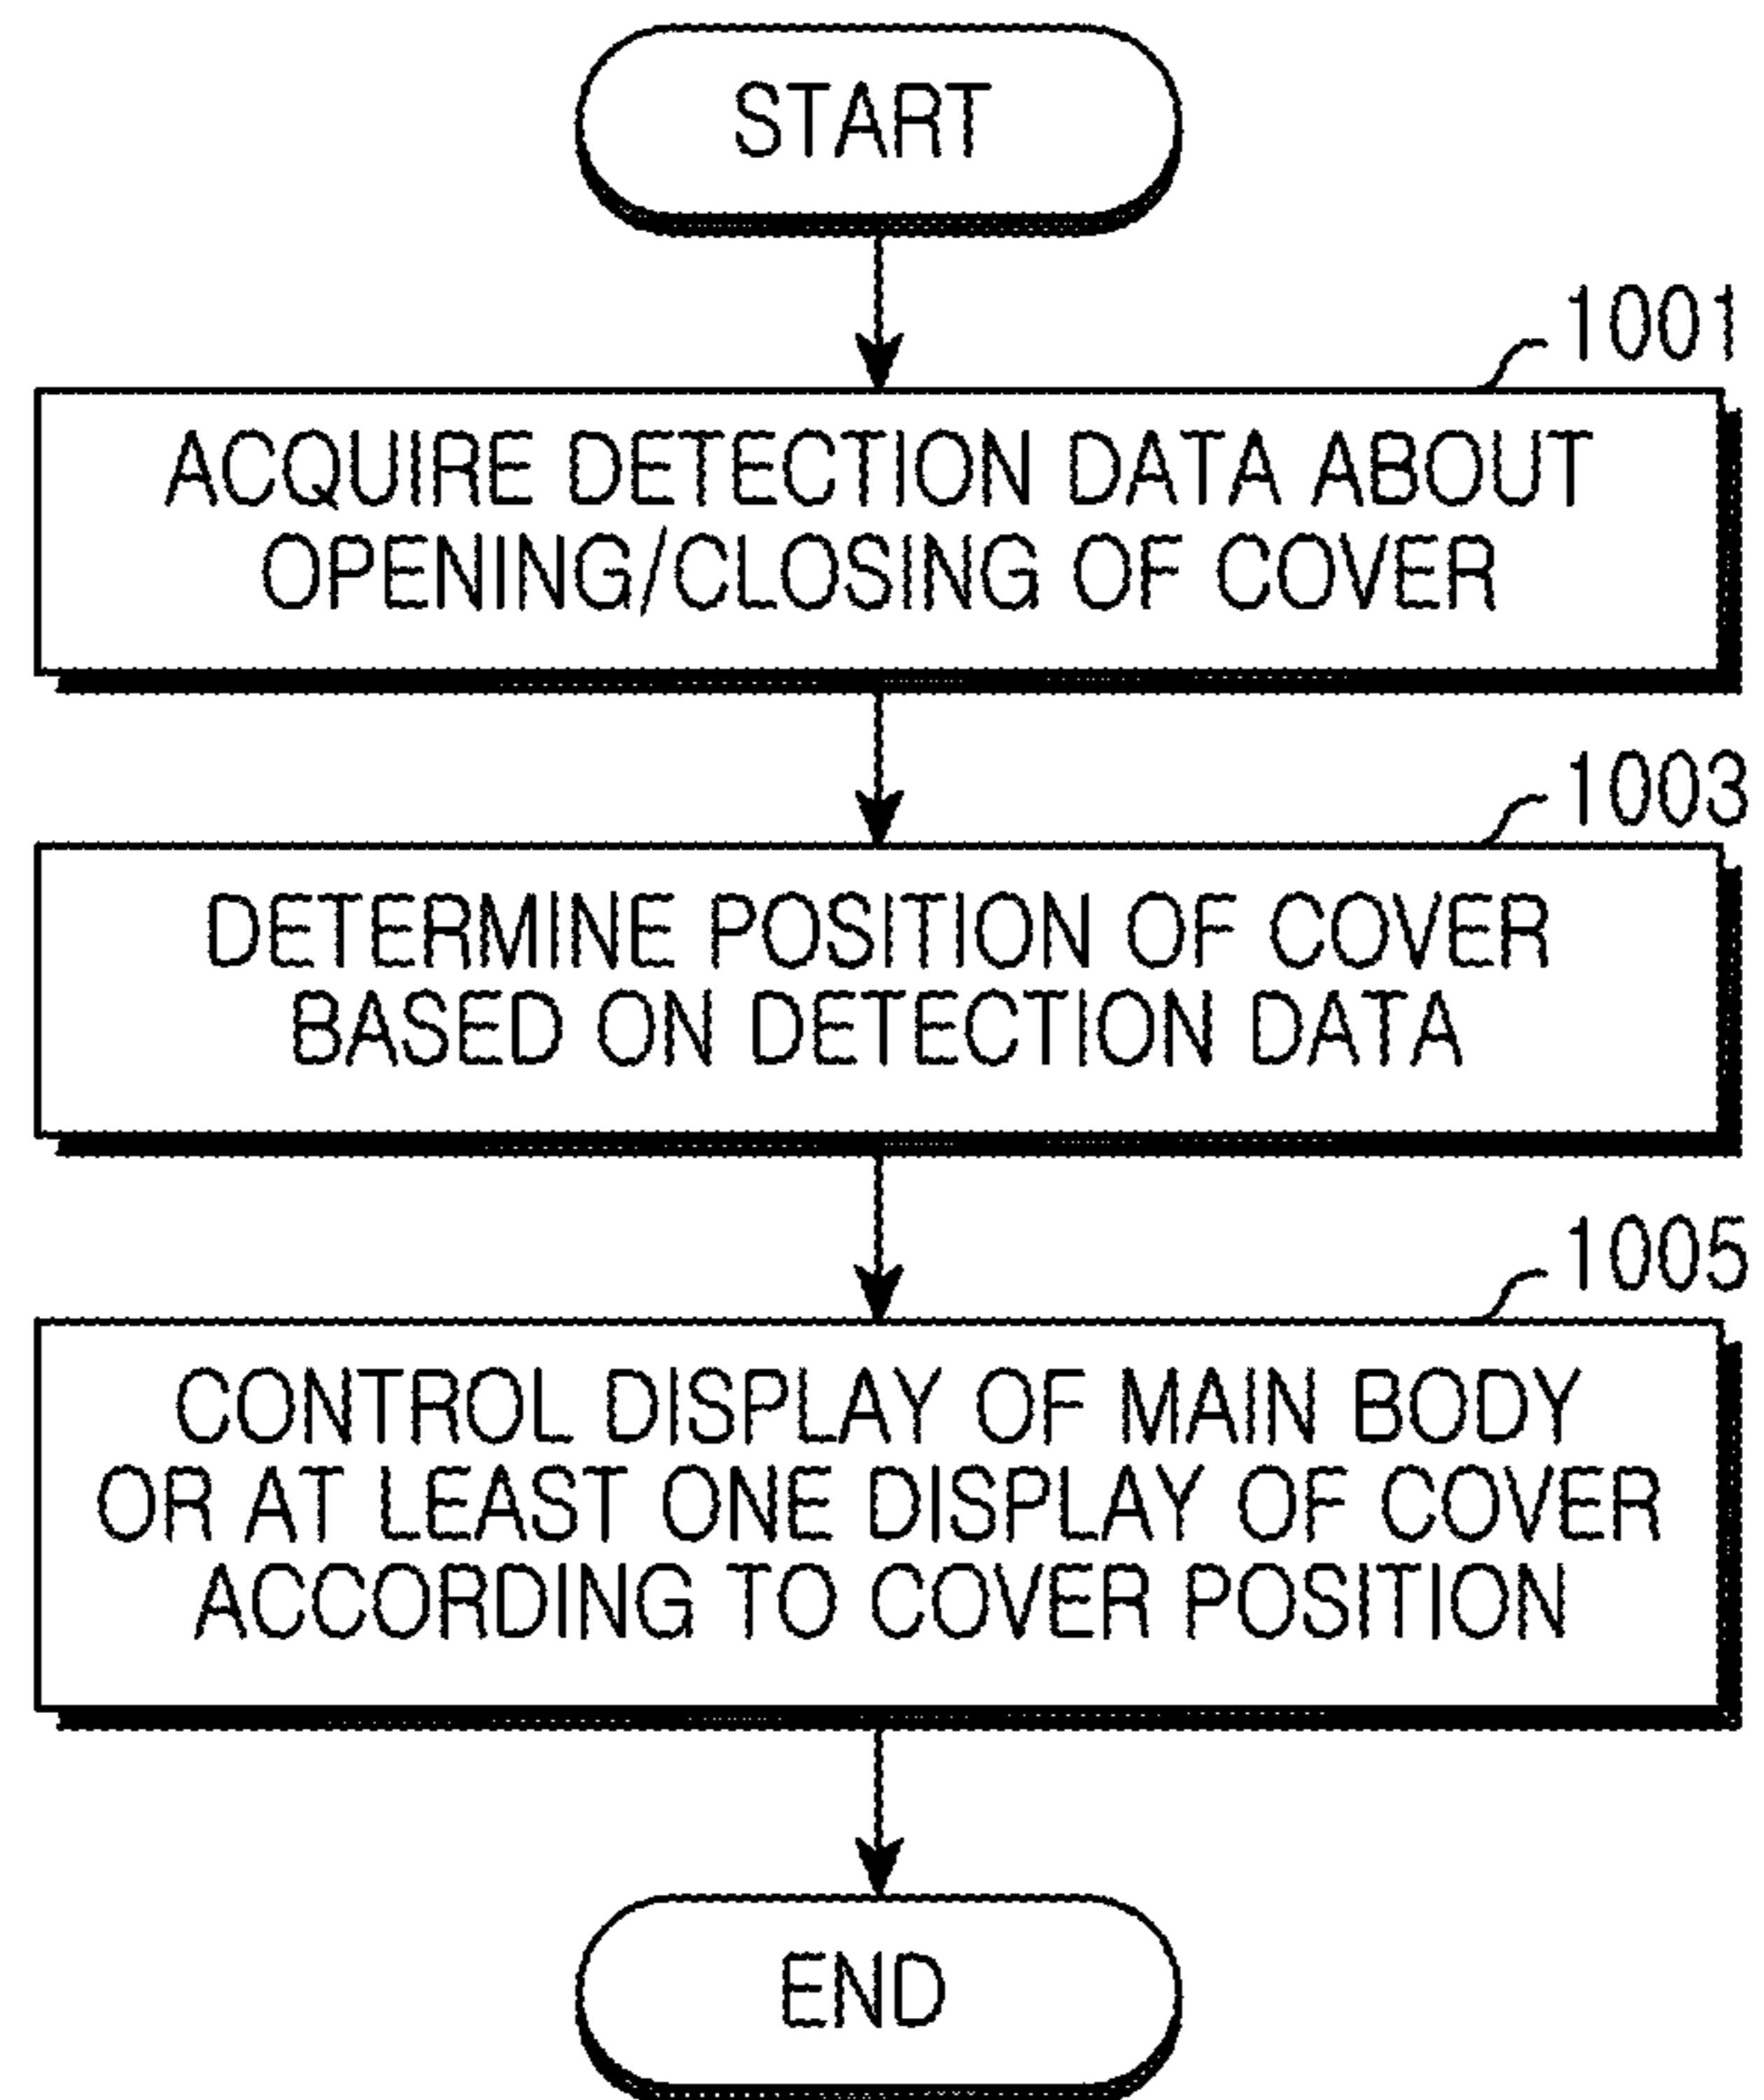 START
1001
ACQUIRE DETECTION DATA ABOUT
OPENING/CLOSING OF COVER
1003
DETERMINE POSITION OF COVER
BASED ON DETECTION DATA
1005
CONTROL DISPLAY OF MAIN BODY
OR AT LEAST ONE DISPLAY OF COVER
ACCORDING TO COVER POSITION
END